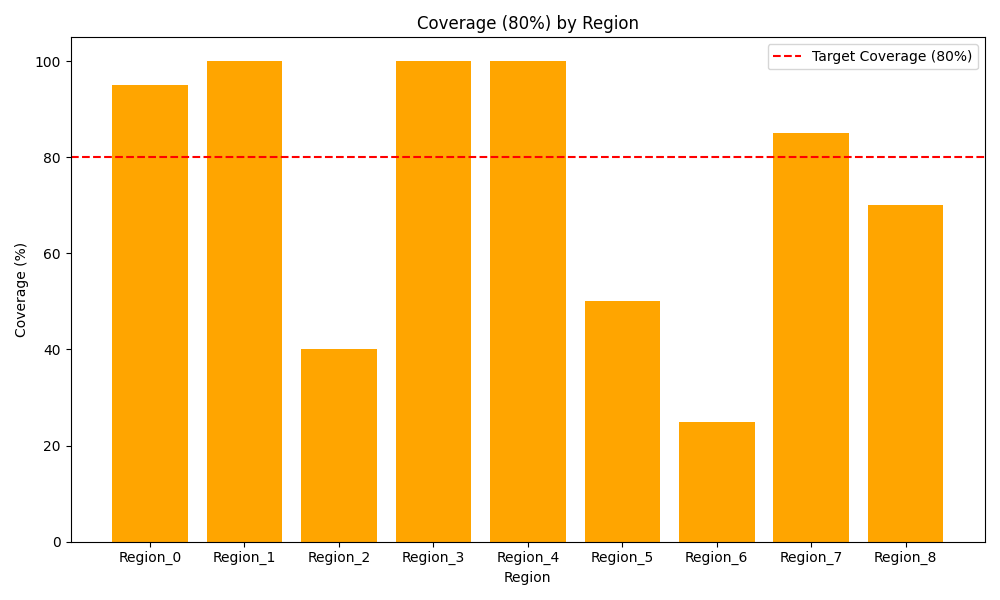 Coverage (80%) by Region
Target Coverage (80%)
Coverage (%)
100
80
60
40
20
0
Region_0 Region_1 Region_2 Region_3 Region_4 Region_5 Region_6 Region_7 Region_8
Region